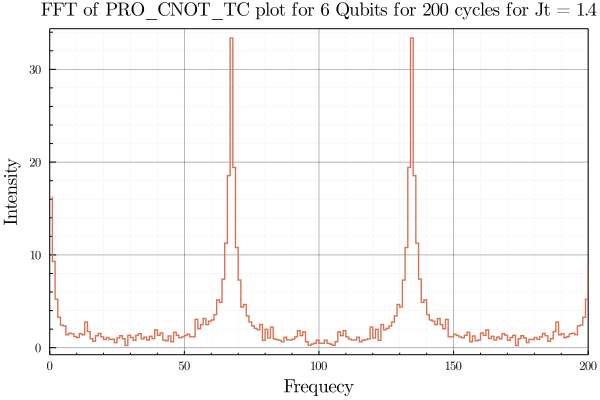 FFT of PRO_CNOT_TC plot for 6 Qubits for 200 cycles for Jt = 1.4
30
20
10
0
Intensity
0 50 100 150 200
Frequecy